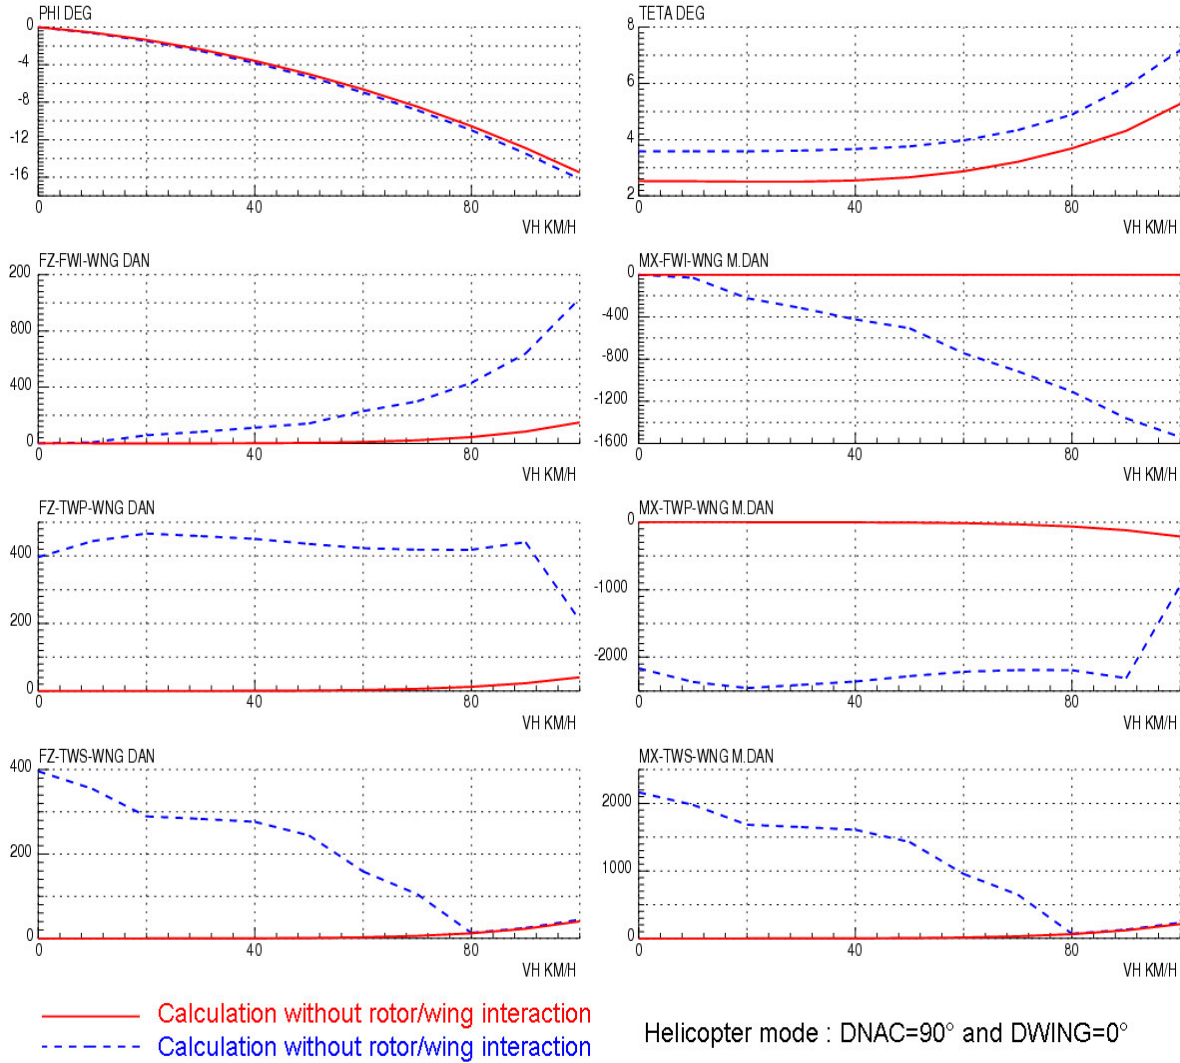 PHI DEG
0
-4
-8
-12
-16
0 40 80
VH KM/H
TETA DEG
8
6
4
2
0 40 80
VH KM/H
FZ-FWI-WNG DAN
200
800
400
0
0 40 80
VH KM/H
MX-FWI-WNG M.DAN
0
-400
-800
-1200
-1600
0 40 80
VH KM/H
FZ-TWP-WNG DAN
400
200
0
0 40 80
VH KM/H
MX-TWP-WNG M.DAN
0
-1000
-2000
0 40 80
VH KM/H
FZ-TWS-WNG DAN
400
200
0
0 40 80
VH KM/H
MX-TWS-WNG M.DAN
2000
1000
0
0 40 80
VH KM/H
Calculation without rotor/wing interaction
Calculation without rotor/wing interaction
Helicopter mode : DNAC=90° and DWING=0°